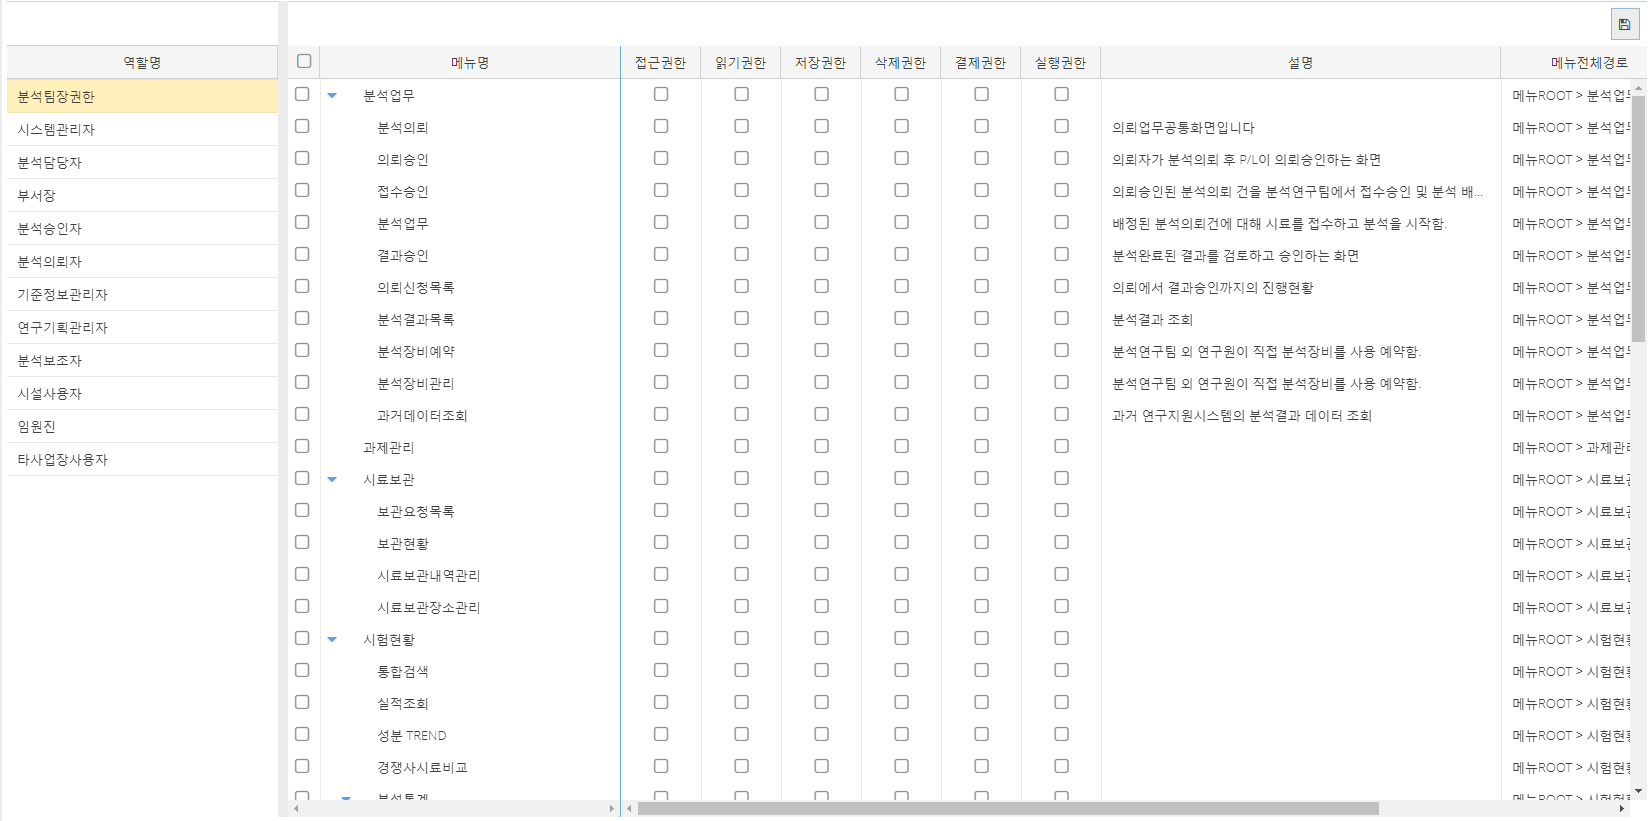 역할명
분석팀장권한
시스템관리자
분석담당자
부서장
분석승인자
분석의뢰자
기준정보관리자
연구기획관리자
분석보조자
시설사용자
임원진
타사업장사용자
메뉴명 접근권한 읽기권한 저장권한 삭제권한 결제권한 실행권한 설명 메뉴전체경로
분석업무 메뉴ROOT > 분석업무
분석의뢰 의뢰업무공통화면입니다 메뉴ROOT > 분석업무
의뢰승인 의뢰자가 분석의뢰 후 P/L이 의뢰승인하는 화면 메뉴ROOT > 분석업무
접수승인 의뢰승인된 분석의뢰 건을 분석연구팀에서 접수승인 및 분석 배... 메뉴ROOT > 분석업무
분석업무 배정된 분석의뢰건에 대해 시료를 접수하고 분석을 시작함. 메뉴ROOT > 분석업무
결과승인 분석완료된 결과를 검토하고 승인하는 화면 메뉴ROOT > 분석업무
의뢰신청목록 의뢰에서 결과승인까지의 진행현황 메뉴ROOT > 분석업무
분석결과목록 분석결과 조회 메뉴ROOT > 분석업무
분석장비예약 분석연구팀 외 연구원이 직접 분석장비를 사용 예약함. 메뉴ROOT > 분석업무
분석장비관리 분석연구팀 외 연구원이 직접 분석장비를 사용 예약함. 메뉴ROOT > 분석업무
과거데이터조회 과거 연구지원시스템의 분석결과 데이터 조회 메뉴ROOT > 분석업무
과제관리 메뉴ROOT > 과제관
시료보관 메뉴ROOT > 시료보
보관요청목록 메뉴ROOT > 시료보
보관현황 메뉴ROOT > 시료보
시료보관내역관리 메뉴ROOT > 시료보
시료보관장소관리 메뉴ROOT > 시료보
시험현황 메뉴ROOT > 시험현
통합검색 메뉴ROOT > 시험현
실적조회 메뉴ROOT > 시험현
성분 TREND 메뉴ROOT > 시험현
경쟁사시료비교 메뉴ROOT > 시험현
분석통계 메뉴ROOT > 시험현